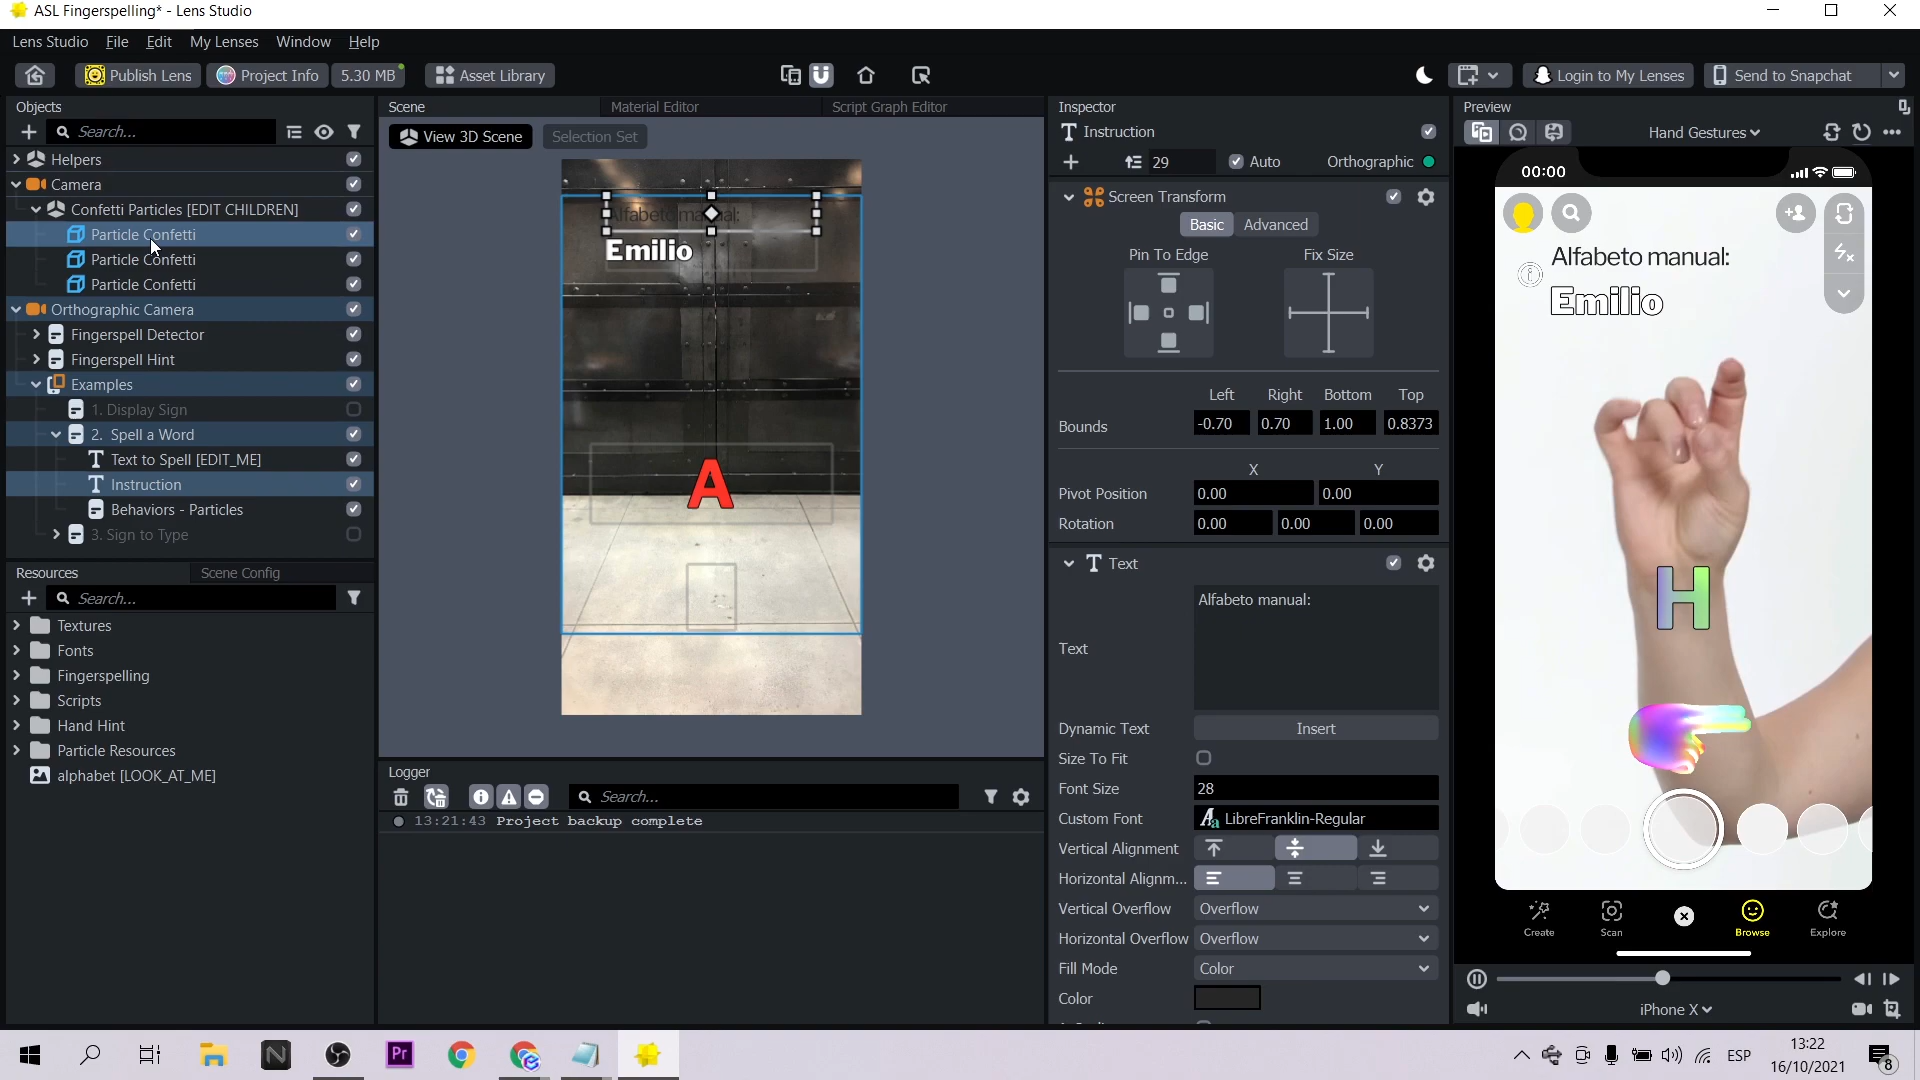 ASL Fingerspelling* - Lens Studio
Lens Studio File Edit My Lenses Window Help
Publish Lens Project Info 5.30 MB Asset Library Login to My Lenses Send to Snapchat
Objects
Search...
Helpers
Camera
Confetti Particles [EDIT CHILDREN]
Particle Confetti
Particle Confetti
Particle Confetti
Orthographic Camera
Fingerspell Detector
Fingerspell Hint
Examples
1. Display Sign
2. Spell a Word
Text to Spell [EDIT_ME]
Instruction
Behaviors - Particles
3. Sign to Type
Resources Scene Config
Search...
Textures
Fonts
Fingerspelling
Scripts
Hand Hint
Particle Resources
alphabet [LOOK_AT_ME]
Scene Material Editor Script Graph Editor
View 3D Scene Selection Set
Alfabeto manual:
Emilio
A
Logger
Search...
13:21:43 Project backup complete
Inspector
Instruction
29 Auto Orthographic
Screen Transform
Basic Advanced
Pin To Edge Fix Size
Left Right Bottom Top
Bounds -0.70 0.70 1.00 0.8373
X Y
Pivot Position 0.00 0.00
Rotation 0.00 0.00 0.00
Text
Alfabeto manual:
Text
Dynamic Text Insert
Size To Fit
Font Size 28
Custom Font LibreFranklin-Regular
Vertical Alignment
Horizontal Alignm...
Vertical Overflow Overflow
Horizontal Overflow Overflow
Fill Mode Color
Color
Preview
Hand Gestures
00:00
Alfabeto manual:
Emilio
H
Create Scan Browse Explore
iPhone X
Pr
N
ESP
13:22
16/10/2021
8